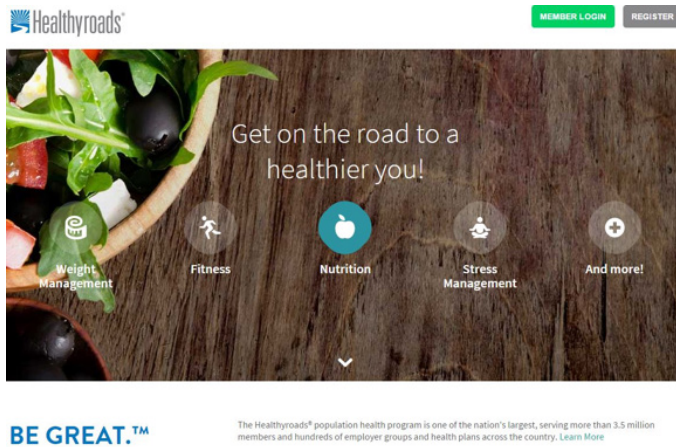 Healthyroads®
MEMBER LOGIN
REGISTER
Get on the road to a
healthier you!
Weight
Management
Fitness
Nutrition
Stress
Management
And more!
BE GREAT.™
The Healthyroads® population health program is one of the nation's largest, serving more than 3.5 million
members and hundreds of employer groups and health plans across the country. Learn More